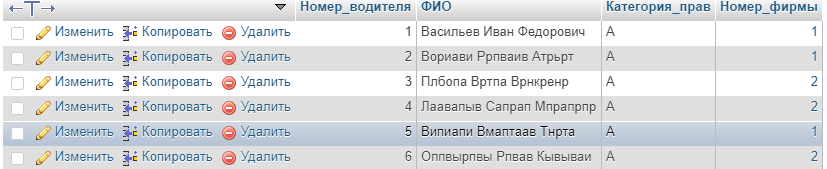 Номер_водителя ФИО Категория_прав Номер_фирмы
Изменить Копировать Удалить 1 Васильев Иван Федорович А 1
Изменить Копировать Удалить 2 Вориави Ррпваив Атрьрт А 1
Изменить Копировать Удалить 3 Плбопа Вртпа Врнкренр А 2
Изменить Копировать Удалить 4 Лаавапыв Сапрап Мпрапрпр А 2
Изменить Копировать Удалить 5 Випиапи Вмаптаав Тнрта А 1
Изменить Копировать Удалить 6 Оппвырпвы Рпвав Кывываи А 2